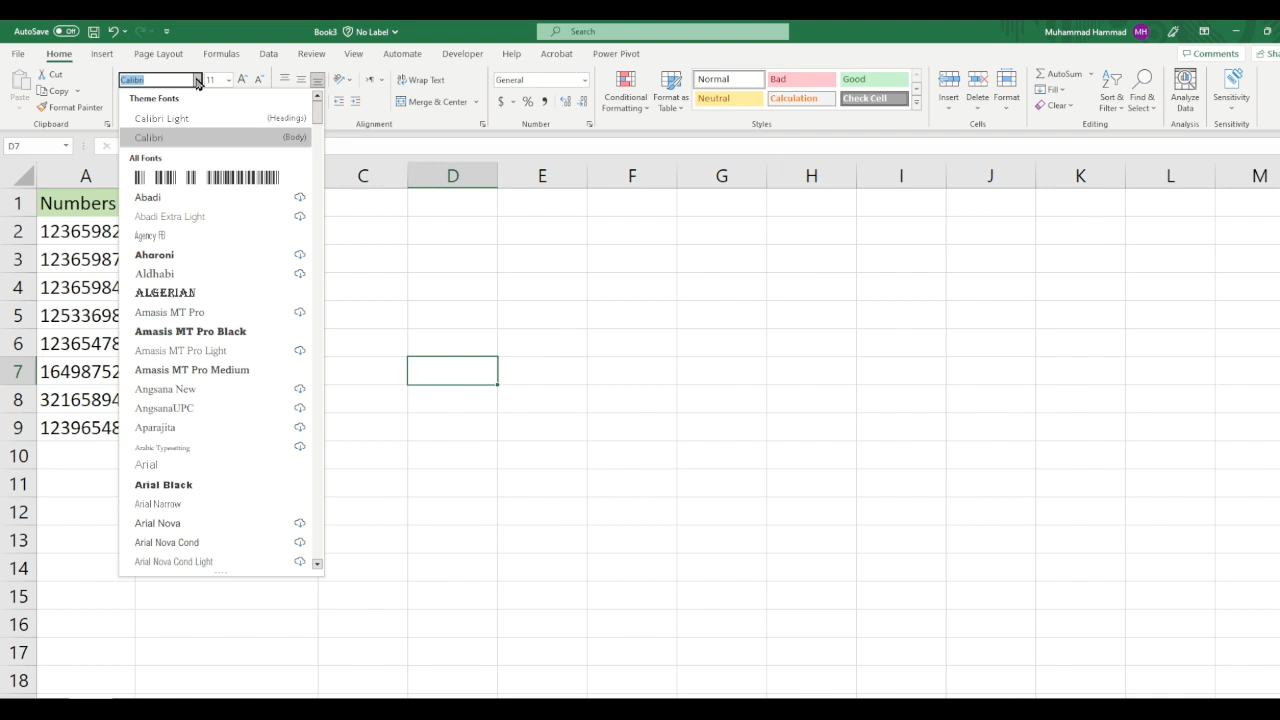 AutoSave Off Book3 No Label Search Muhammad Hammad MH
File Home Insert Page Layout Formulas Data Review View Automate Developer Help Acrobat Power Pivot Comments Sha
Paste Cut Copy Format Painter Clipboard
Calibri 11 A A
Wrap Text Merge & Center Alignment
General $ % 9 Number
Conditional Formatting Format as Table
Normal Bad Good
Neutral Calculation Check Cell
Styles
Insert Delete Format Cells
AutoSum Fill Clear Sort & Filter Find & Select Editing
Analyze Data Analysis
Sensitivity Sensitivity
D7
Theme Fonts
Calibri Light (Headings)
Calibri (Body)
All Fonts
Abadi
Abadi Extra Light
Agency FB
Aharoni
Aldhabi
ALGERIAN
Amasis MT Pro
Amasis MT Pro Black
Amasis MT Pro Light
Amasis MT Pro Medium
Angsana New
AngsanaUPC
Aparajita
Arabic Typesetting
Arial
Arial Black
Arial Narrow
Arial Nova
Arial Nova Cond
Arial Nova Cond Light
A C D E F G H I J K L M
1 Numbers
2 12365982
3 12365987
4 12365984
5 12533698
6 12365478
7 16498752
8 32165894
9 12396548
10
11
12
13
14
15
16
17
18